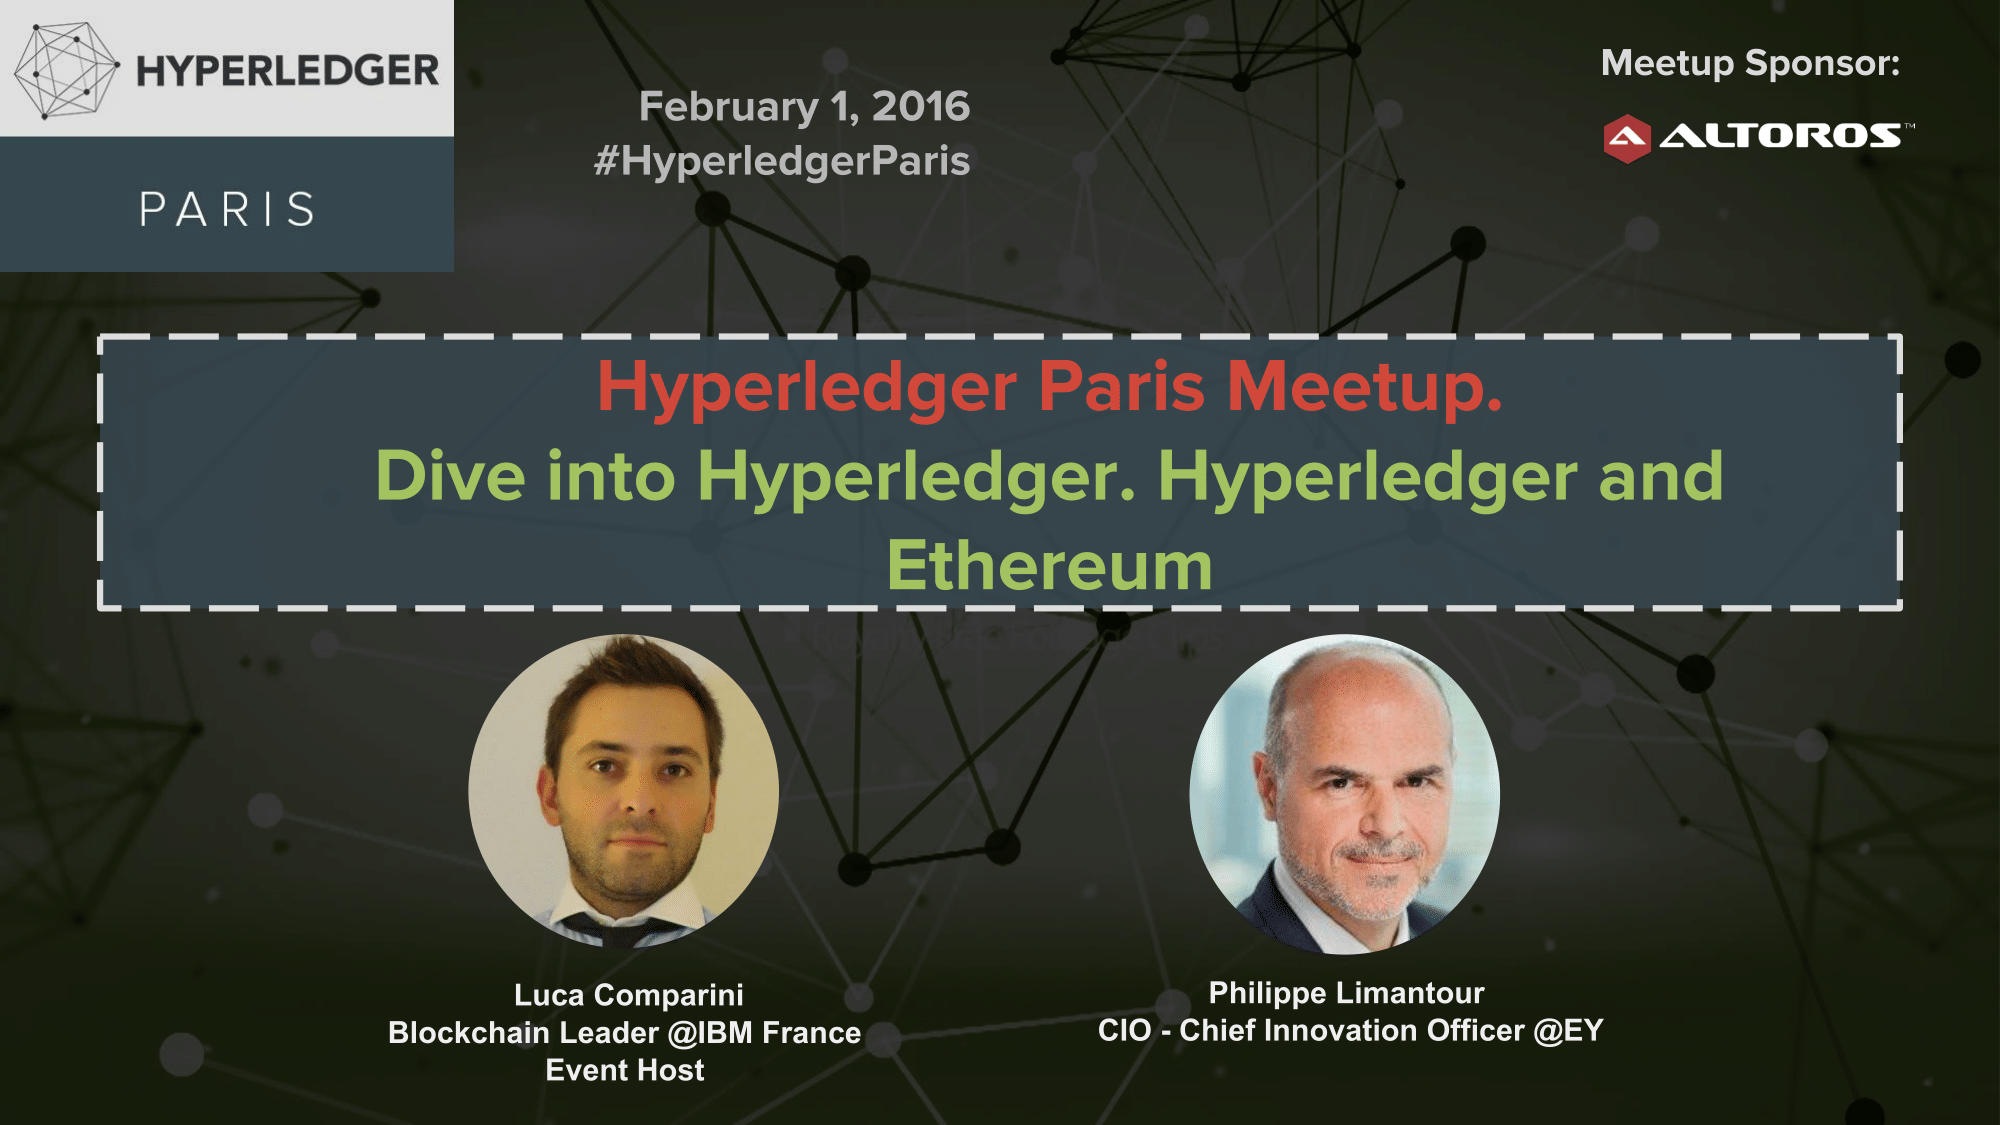 HYPERLEDGER
PARIS
February 1, 2016
#HyperledgerParis
Meetup Sponsor:
ALTOROS™
Hyperledger Paris Meetup.
Dive into Hyperledger. Hyperledger and
Ethereum
Luca Comparini
Blockchain Leader @IBM France
Event Host
Philippe Limantour
CIO - Chief Innovation Officer @EY